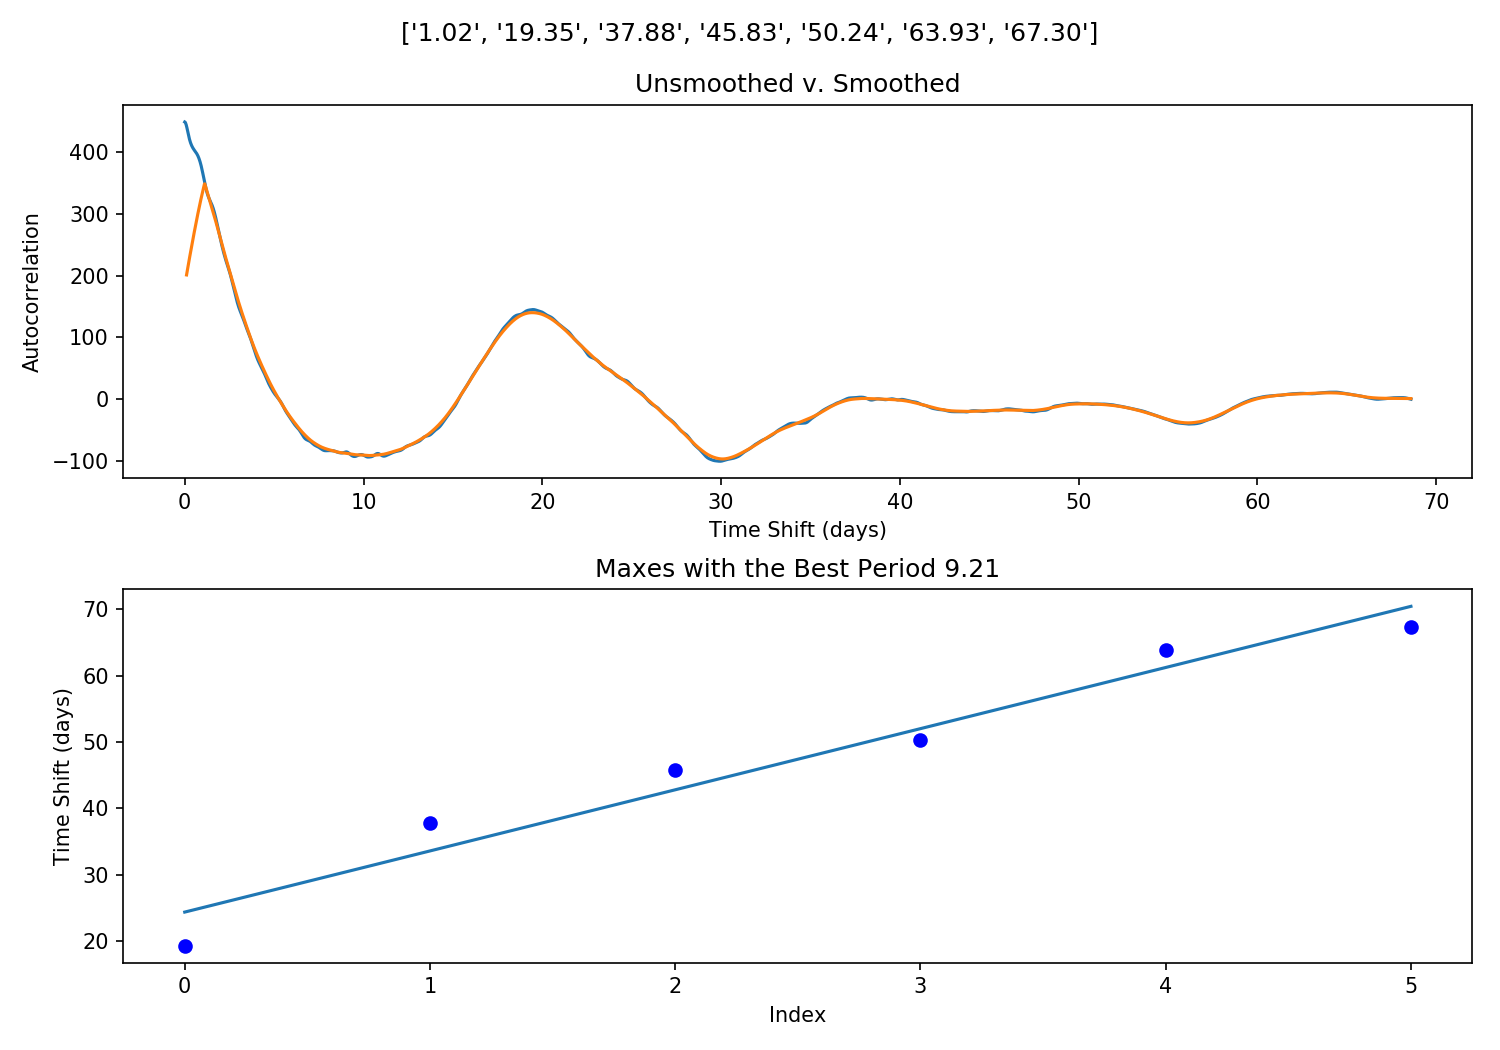 ['1.02', '19.35', '37.88', '45.83', '50.24', '63.93', '67.30']
Unsmoothed v. Smoothed
400
300
200
100
0
−100
Autocorrelation
0 10 20 30 40 50 60 70
Time Shift (days)
Maxes with the Best Period 9.21
70
60
50
40
30
20
Time Shift (days)
0 1 2 3 4 5
Index